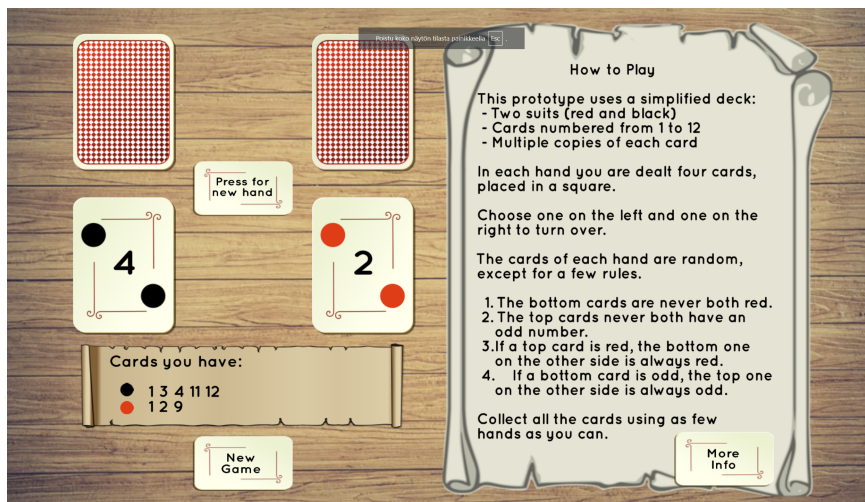 Poistu koko näytön tilasta painikkeella Esc .
Press for
new hand
4
2
Cards you have:
1 3 4 11 12
1 2 9
New
Game
How to Play
This prototype uses a simplified deck:
- Two suits (red and black)
- Cards numbered from 1 to 12
- Multiple copies of each card
In each hand you are dealt four cards,
placed in a square.
Choose one on the left and one on the
right to turn over.
The cards of each hand are random,
except for a few rules.
1. The bottom cards are never both red.
2. The top cards never both have an
odd number.
3.If a top card is red, the bottom one
on the other side is always red.
4. If a bottom card is odd, the top one
on the other side is always odd.
Collect all the cards using as few
hands as you can.
More
Info